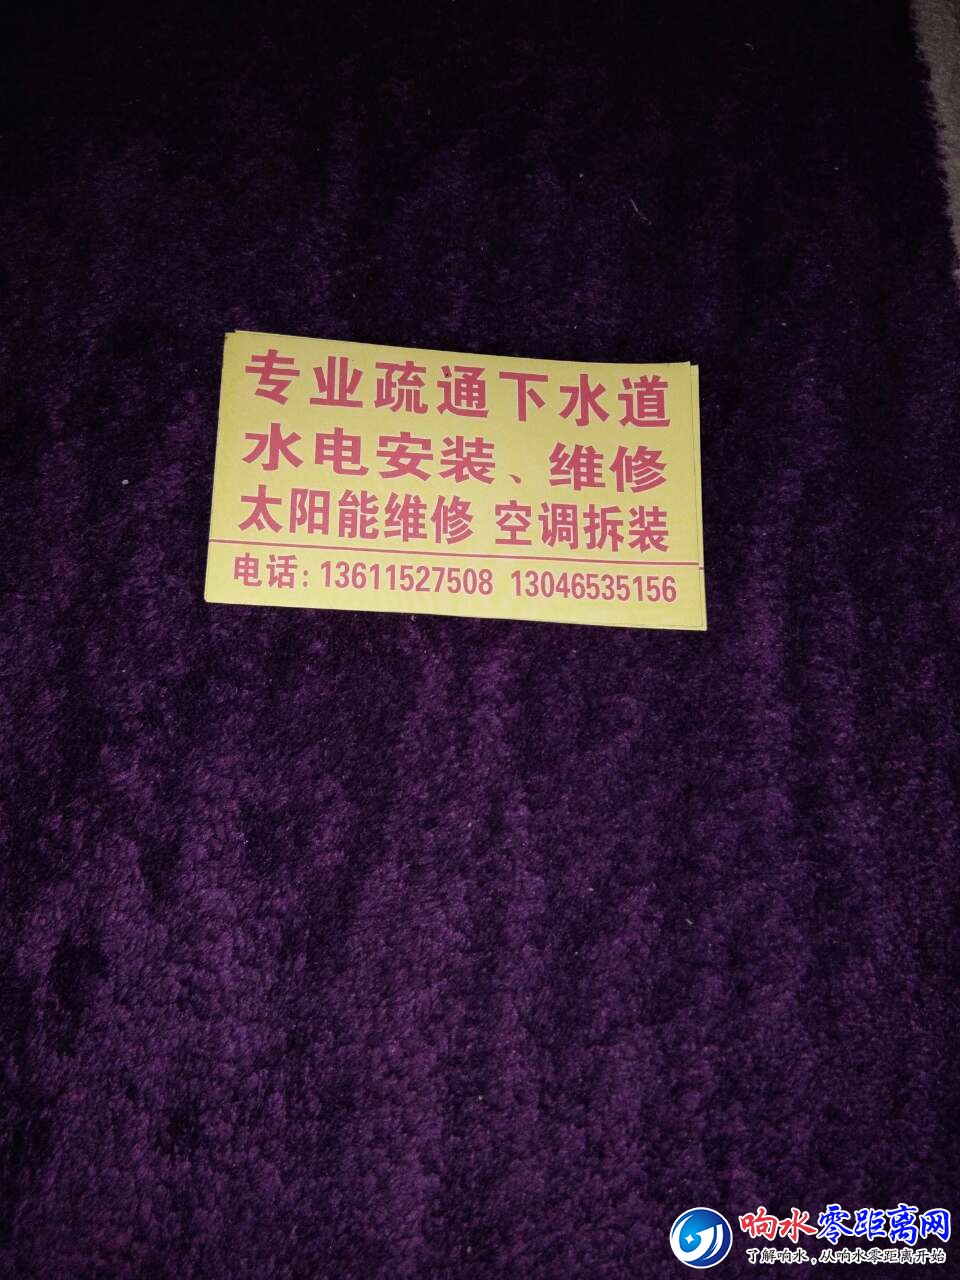 专业疏通下水道
水电安装、维修
太阳能维修 空调拆装
电话：13611527508 13046535156
响水零距离网
了解响水，从响水零距离开始